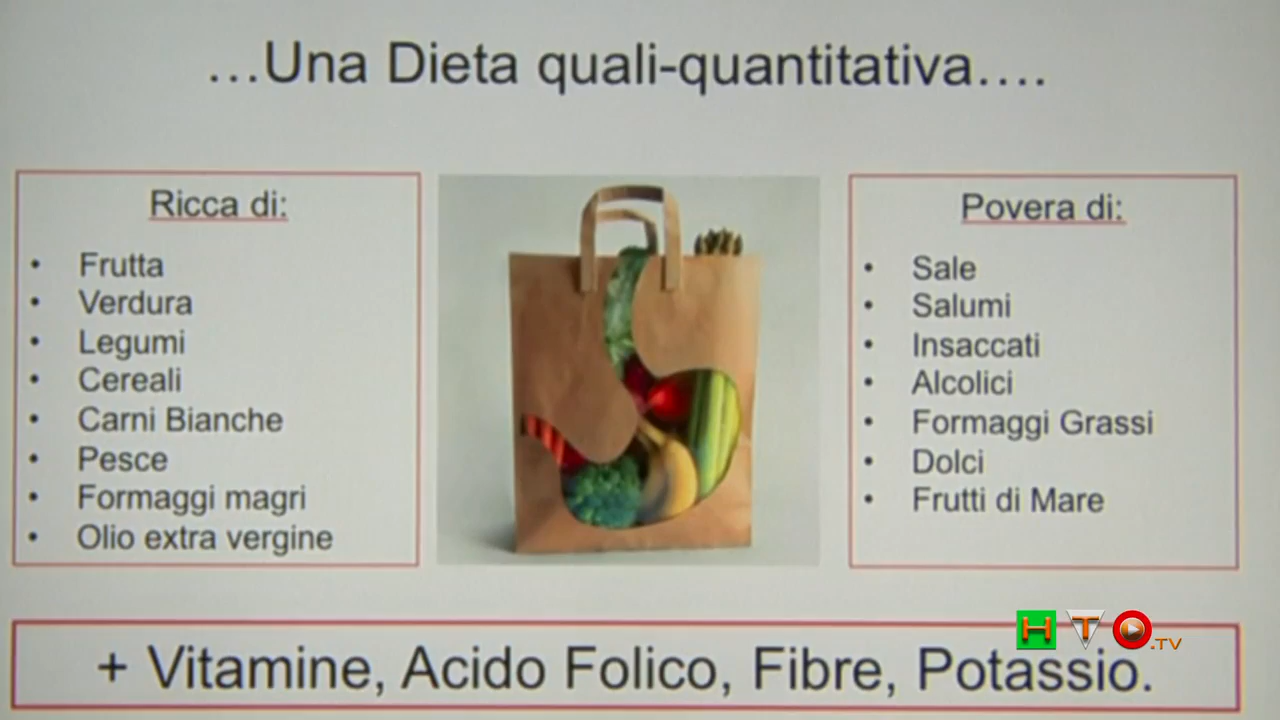 ...Una Dieta quali-quantitativa....
Ricca di:
• Frutta
• Verdura
• Legumi
• Cereali
• Carni Bianche
• Pesce
• Formaggi magri
• Olio extra vergine
Povera di:
• Sale
• Salumi
• Insaccati
• Alcolici
• Formaggi Grassi
• Dolci
• Frutti di Mare
+ Vitamine, Acido Folico, Fibre, Potassio.
HTO.TV